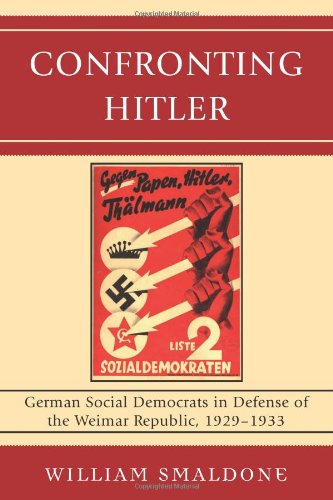 CONFRONTING
HITLER
Gegen Papen, Hitler,
Thälmann
LISTE 2
SOZIALDEMOKRATEN
German Social Democrats in Defense of
the Weimar Republic, 1929–1933
WILLIAM SMALDONE